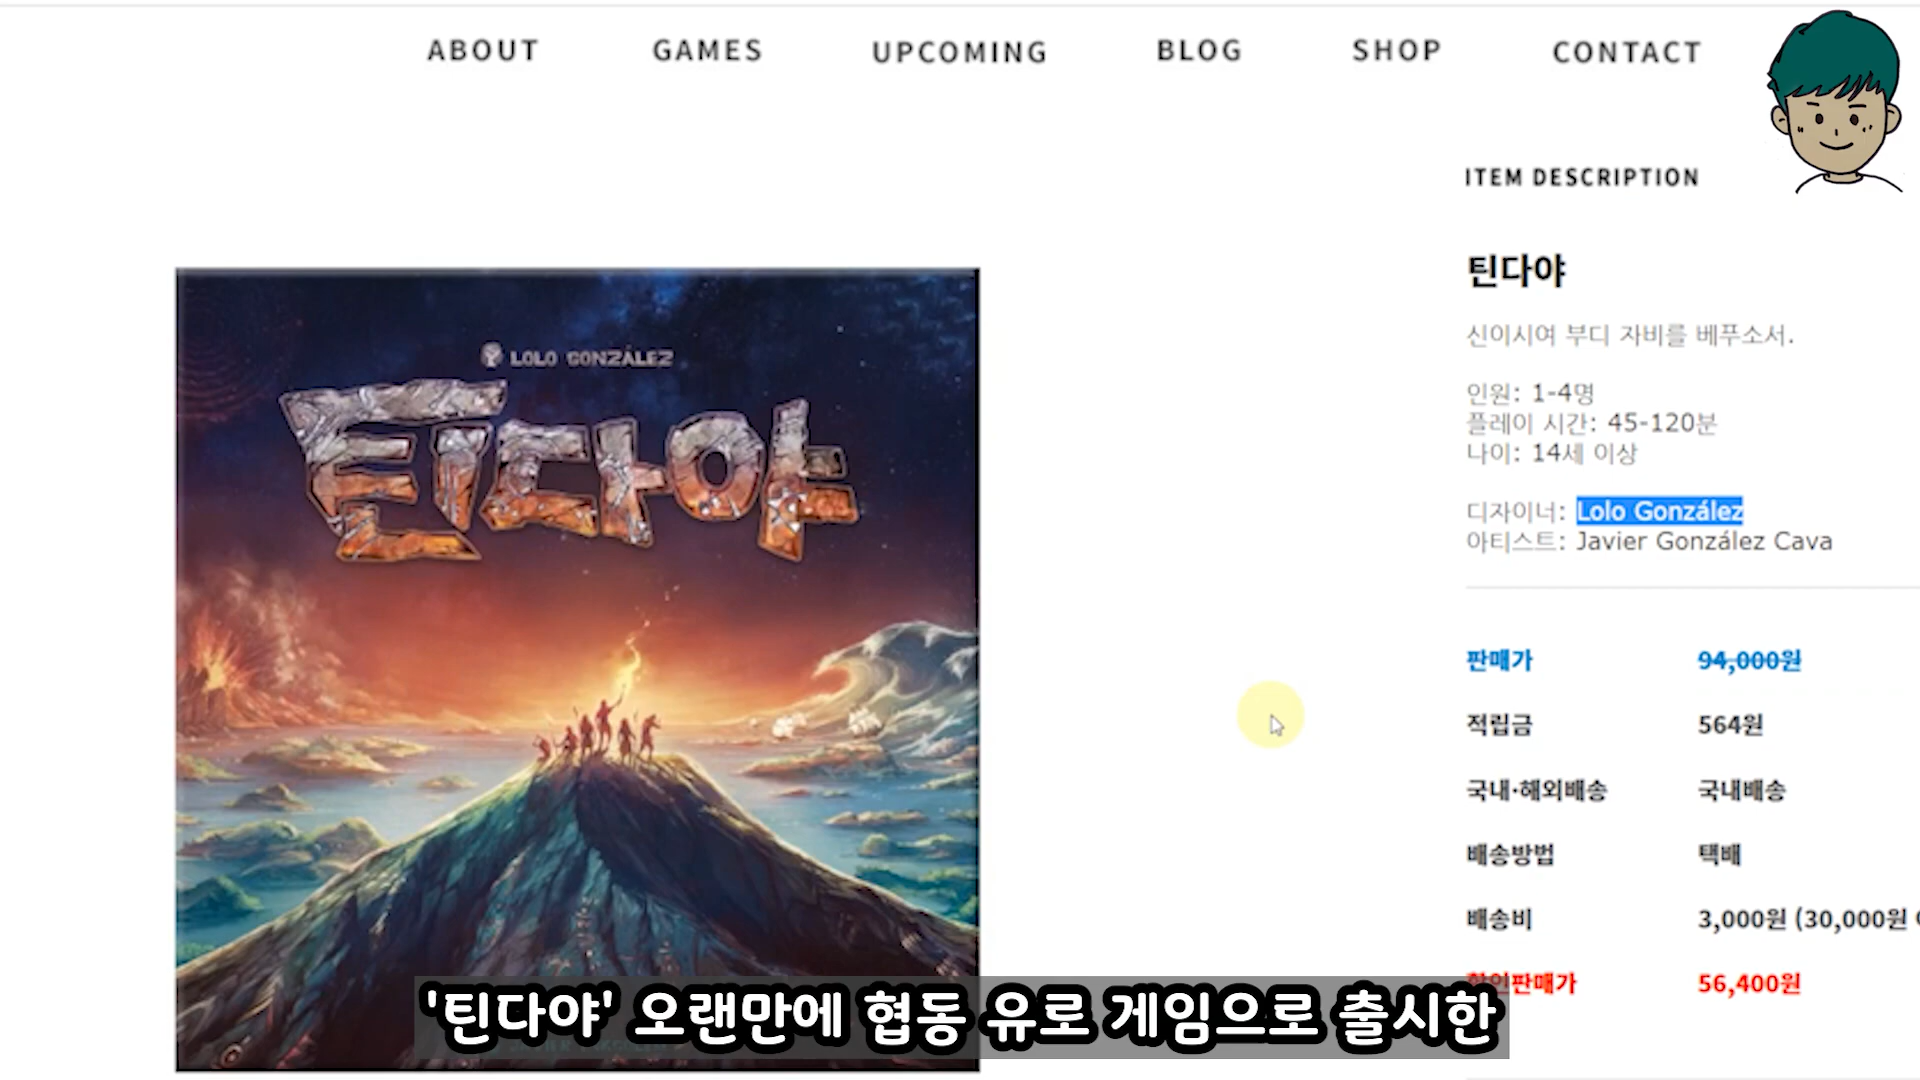 ABOUT GAMES UPCOMING BLOG SHOP CONTACT
ITEM DESCRIPTION
LOLO GONZÁLEZ
틴다야
틴다야
신이시여 부디 자비를 베푸소서.
인원: 1-4명
플레이 시간: 45-120분
나이: 14세 이상
디자이너: Lolo González
아티스트: Javier González Cava
판매가 94,000원
적립금 564원
국내·해외배송 국내배송
배송방법 택배
배송비 3,000원 (30,000원
할인판매가 56,400원
'틴다야' 오랜만에 협동 유로 게임으로 출시한